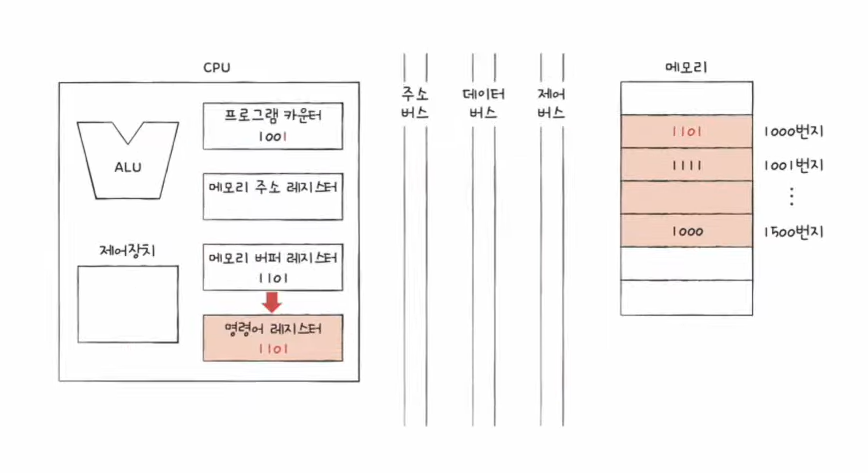 CPU
프로그램 카운터
1001
ALU
메모리 주소 레지스터
제어장치
메모리 버퍼 레지스터
1101
명령어 레지스터
1101
주소
버스
데이터
버스
제어
버스
메모리
1101 1000번지
1111 1001번지
⋮
1000 1500번지